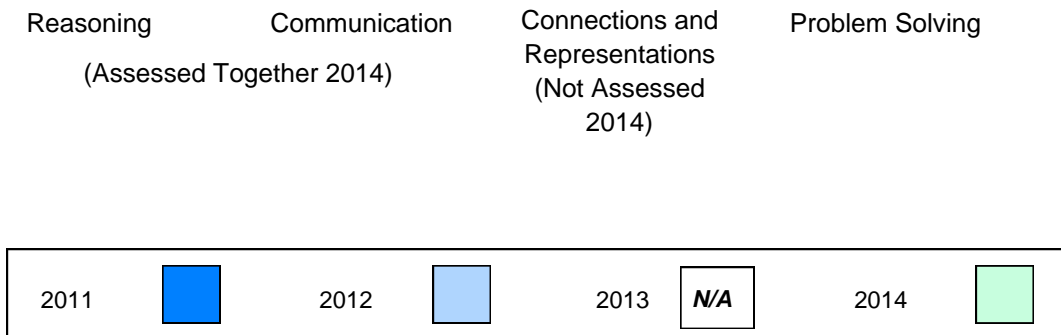 Reasoning Communication Connections and Representations (Not Assessed 2014) Problem Solving
(Assessed Together 2014)
2011 2012 2013 N/A 2014